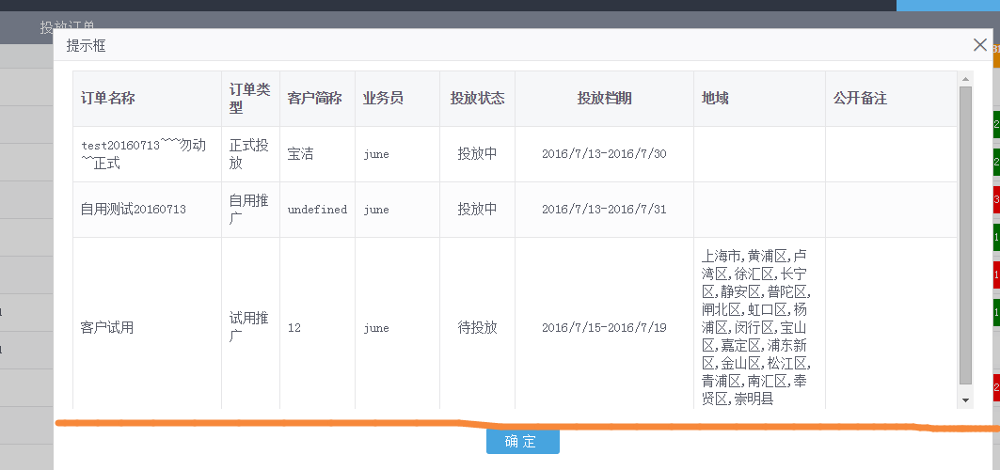 投放订单
提示框
订单名称 订单类型 客户简称 业务员 投放状态 投放档期 地域 公开备注
test20160713~~~勿动
~~正式
正式投
放
宝洁
june
投放中
2016/7/13-2016/7/30
自用测试20160713
自用推
广
undefined
june
投放中
2016/7/13-2016/7/31
客户试用
试用推
广
12
june
待投放
2016/7/15-2016/7/19
上海市,黄浦区,卢
湾区,徐汇区,长宁
区,静安区,普陀区,
闸北区,虹口区,杨
浦区,闵行区,宝山
区,嘉定区,浦东新
区,金山区,松江区,
青浦区,南汇区,奉
贤区,崇明县
确定